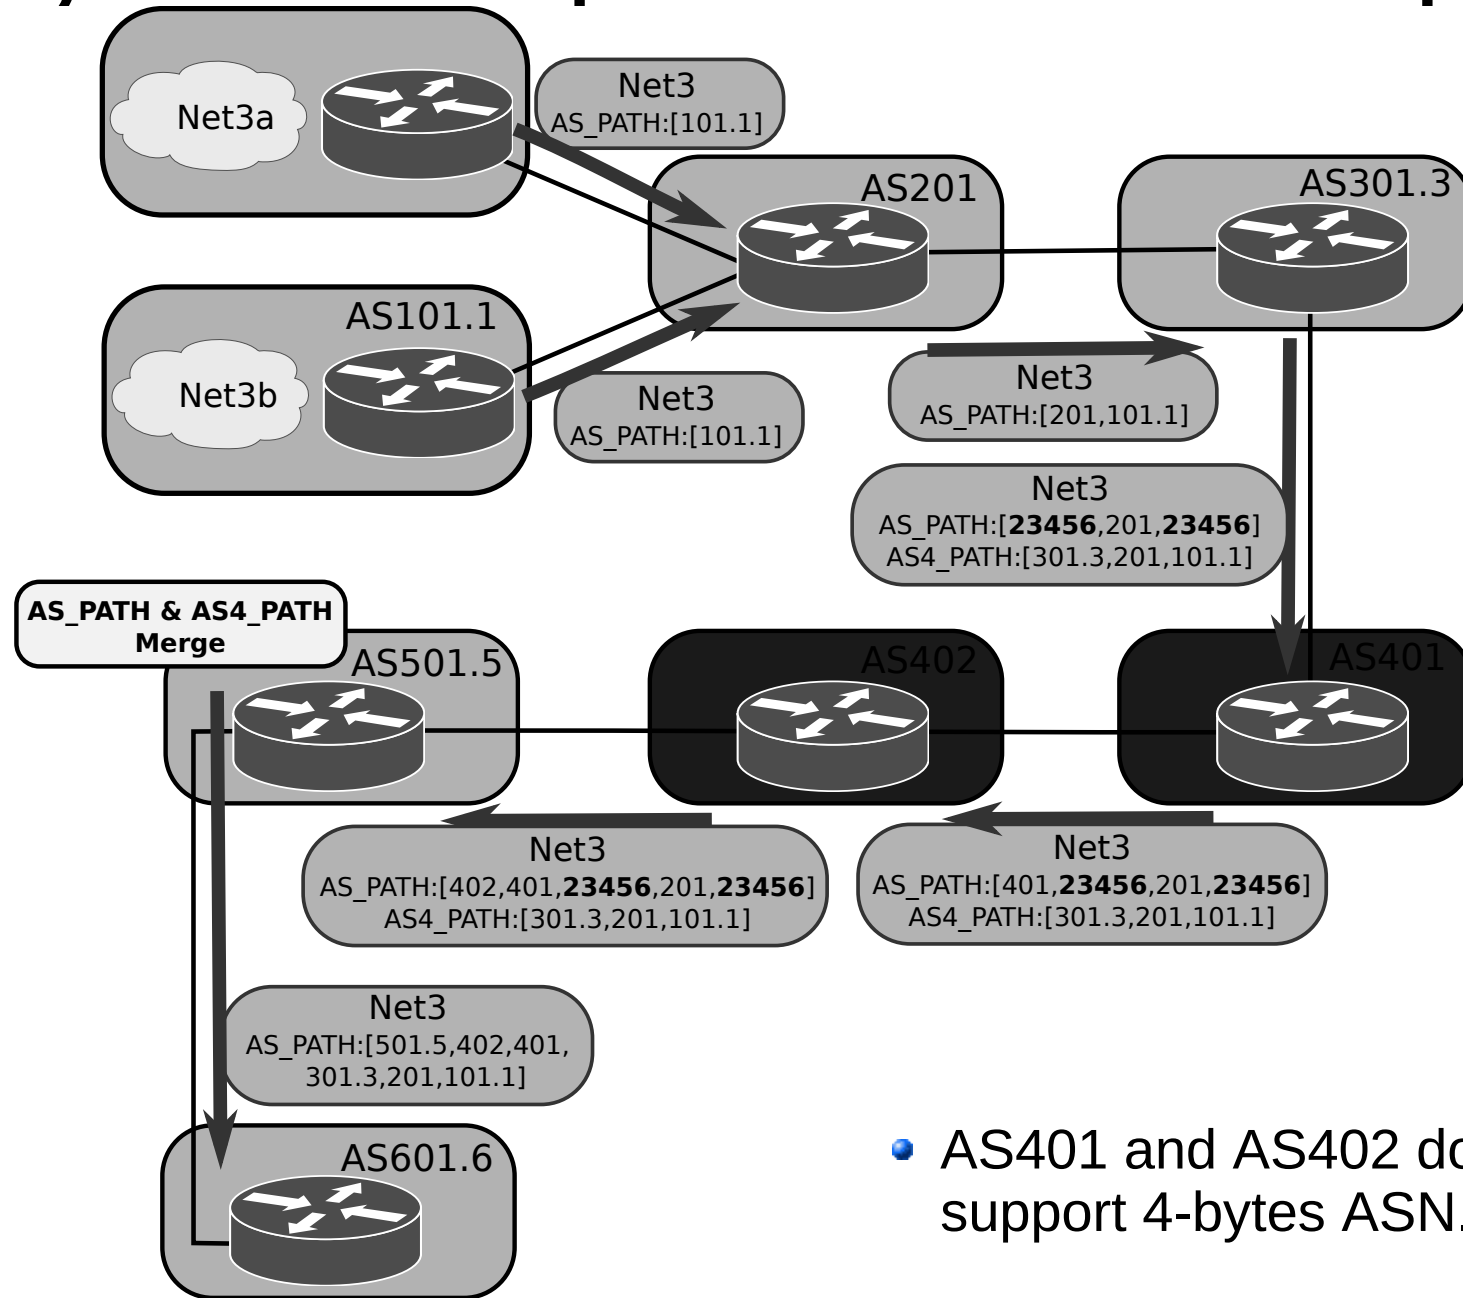 Net3a
Net3
AS_PATH:[101.1]
AS201
AS301.3
AS101.1
Net3b
Net3
AS_PATH:[101.1]
Net3
AS_PATH:[201,101.1]
Net3
AS_PATH:[23456,201,23456]
AS4_PATH:[301.3,201,101.1]
AS_PATH & AS4_PATH
Merge
AS501.5
AS402
AS401
Net3
AS_PATH:[402,401,23456,201,23456]
AS4_PATH:[301.3,201,101.1]
Net3
AS_PATH:[401,23456,201,23456]
AS4_PATH:[301.3,201,101.1]
Net3
AS_PATH:[501.5,402,401,
301.3,201,101.1]
AS601.6
AS401 and AS402 do
support 4-bytes ASN.